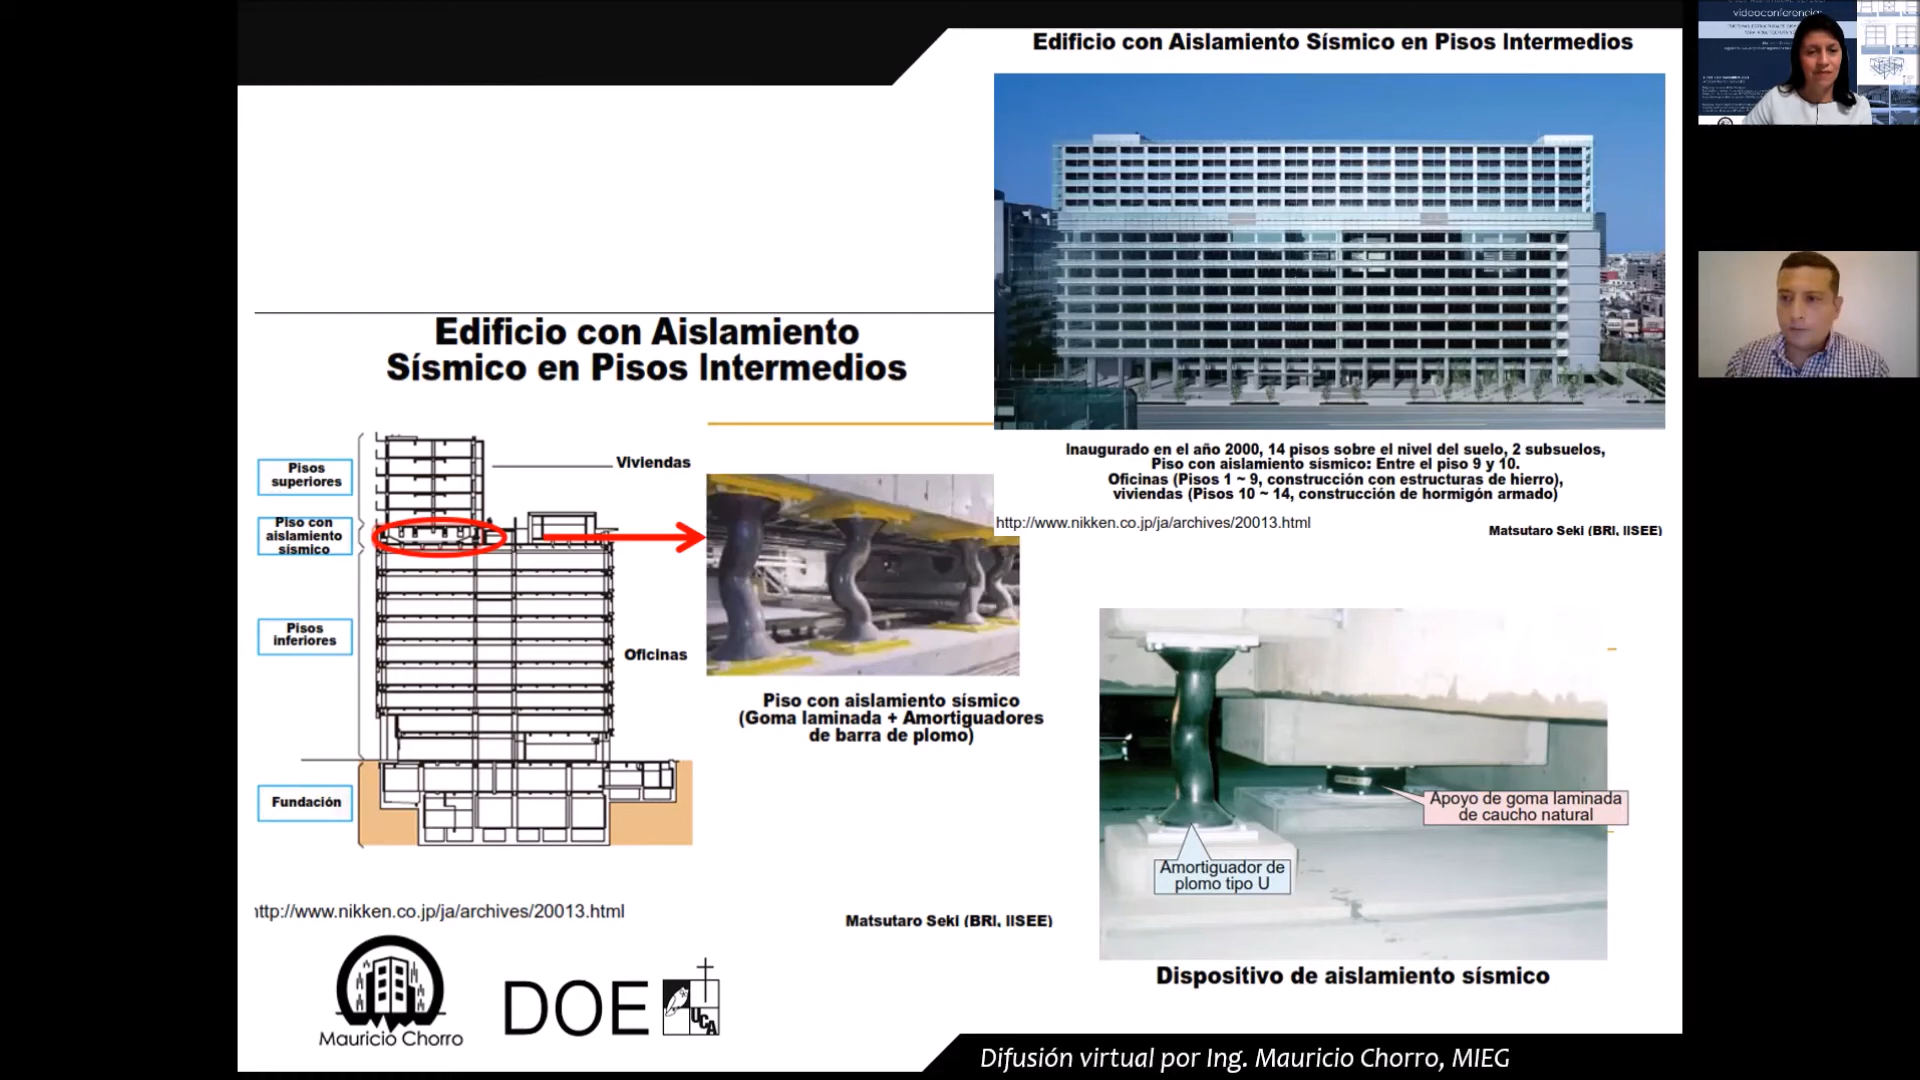 Edificio con Aislamiento Sísmico en Pisos Intermedios
Inaugurado en el año 2000, 14 pisos sobre el nivel del suelo, 2 subsuelos,
Piso con aislamiento sísmico: Entre el piso 9 y 10.
Oficinas (Pisos 1 ~ 9, construcción con estructuras de hierro),
viviendas (Pisos 10 ~ 14, construcción de hormigón armado)
http://www.nikken.co.jp/ja/archives/20013.html
Matsutaro Seki (BRI, IISEE)
Edificio con Aislamiento
Sísmico en Pisos Intermedios
Pisos
superiores
Viviendas
Piso con
aislamiento
sísmico
Pisos
inferiores
Oficinas
Fundación
Piso con aislamiento sísmico
(Goma laminada + Amortiguadores
de barra de plomo)
http://www.nikken.co.jp/ja/archives/20013.html
Matsutaro Seki (BRI, IISEE)
Apoyo de goma laminada
de caucho natural
Amortiguador de
plomo tipo U
Dispositivo de aislamiento sísmico
Mauricio Chorro
DOE
UCA
Difusión virtual por Ing. Mauricio Chorro, MIEG
videoconferencia: